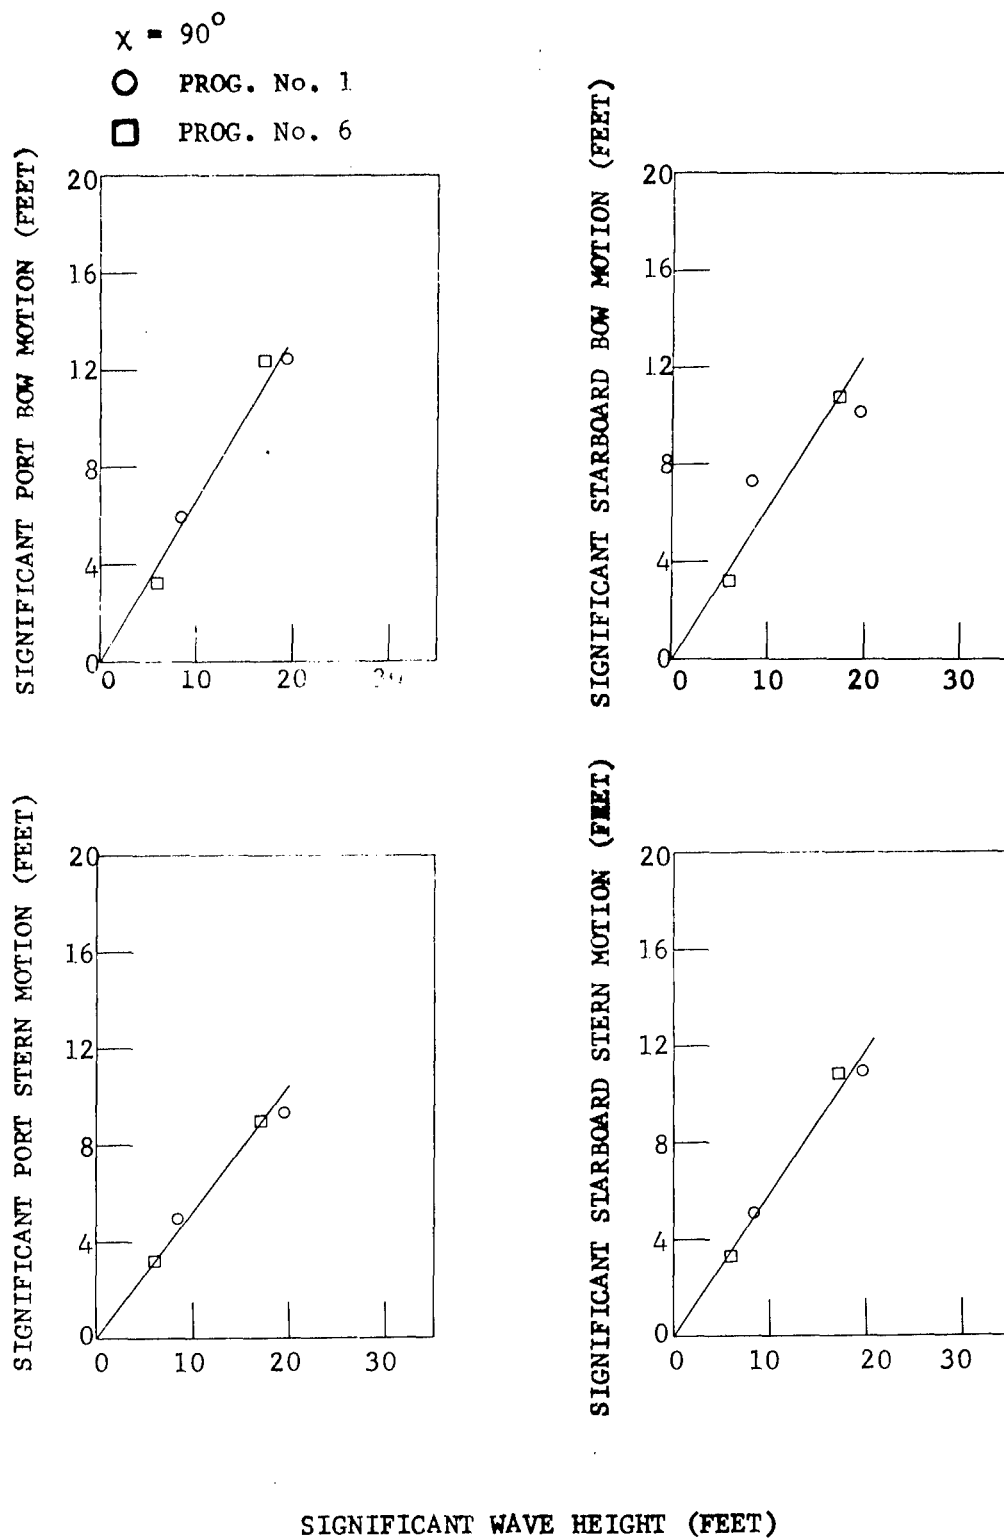 χ = 90°
PROG. No. 1
PROG. No. 6
SIGNIFICANT PORT BOW MOTION (FEET)
20
16
12
8
4
0
0 10 20 30
SIGNIFICANT STARBOARD BOW MOTION (FEET)
20
16
12
8
4
0
0 10 20 30
SIGNIFICANT PORT STERN MOTION (FEET)
20
16
12
8
4
0
0 10 20 30
SIGNIFICANT STARBOARD STERN MOTION (FEET)
20
16
12
8
4
0
0 10 20 30
SIGNIFICANT WAVE HEIGHT (FEET)